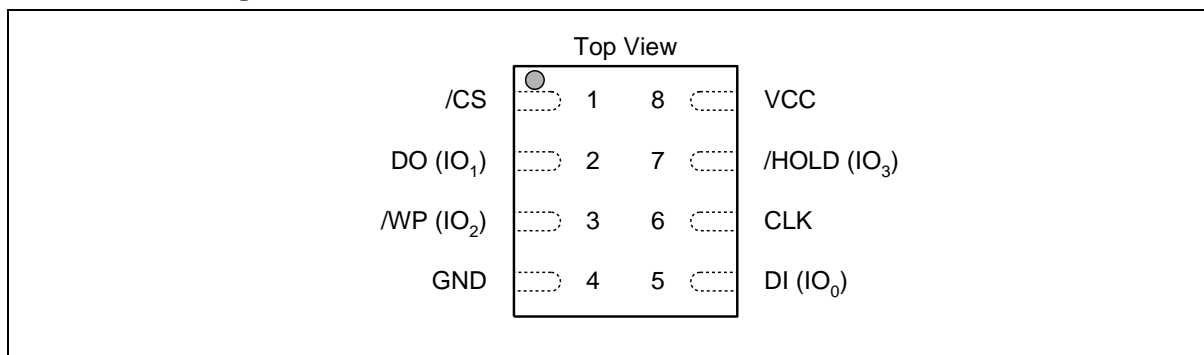 Top View
/CS 1 8 VCC
DO (IO₁) 2 7 /HOLD (IO₃)
/WP (IO₂) 3 6 CLK
GND 4 5 DI (IO₀)